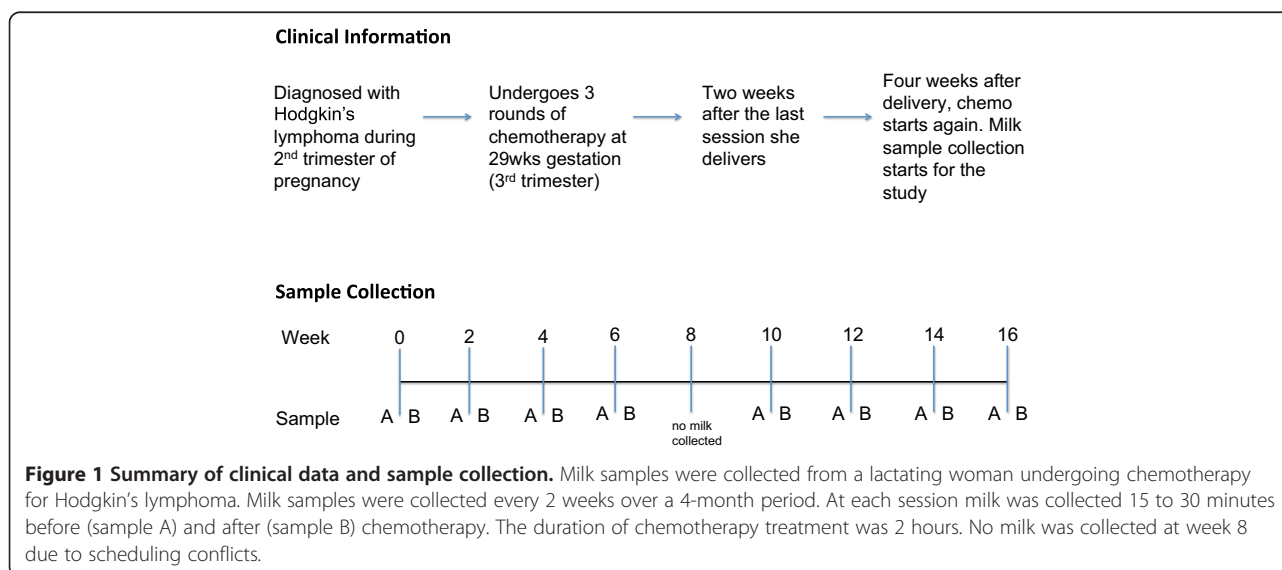 Clinical Information
Diagnosed with
Hodgkin's
lymphoma during
2nd trimester of
pregnancy
Undergoes 3
rounds of
chemotherapy at
29wks gestation
(3rd trimester)
Two weeks
after the last
session she
delivers
Four weeks after
delivery, chemo
starts again. Milk
sample collection
starts for the
study
Sample Collection
Week 0 2 4 6 8 10 12 14 16
Sample A B A B A B A B no milk collected A B A B A B A B
Figure 1 Summary of clinical data and sample collection. Milk samples were collected from a lactating woman undergoing chemotherapy
for Hodgkin's lymphoma. Milk samples were collected every 2 weeks over a 4-month period. At each session milk was collected 15 to 30 minutes
before (sample A) and after (sample B) chemotherapy. The duration of chemotherapy treatment was 2 hours. No milk was collected at week 8
due to scheduling conflicts.